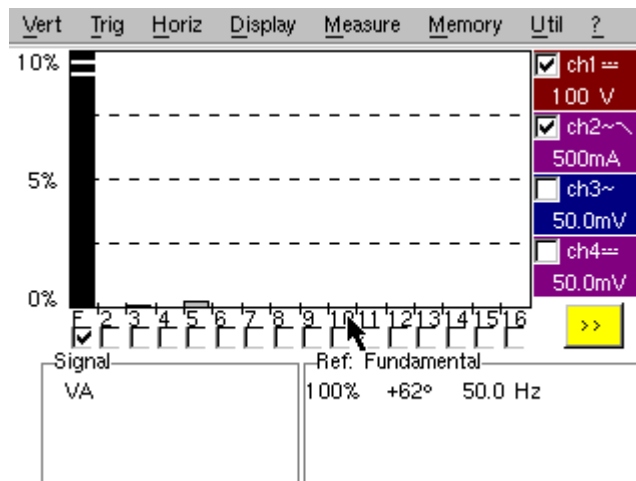 Vert Trig Horiz Display Measure Memory Util ?
10%
5%
0%
ch1
100 V
ch2~
500mA
ch3~
50.0mV
ch4
50.0mV
F 2 3 4 5 6 7 8 9 10 11 12 13 14 15 16
>>
Signal
VA
Ref: Fundamental
100% +62º 50.0 Hz